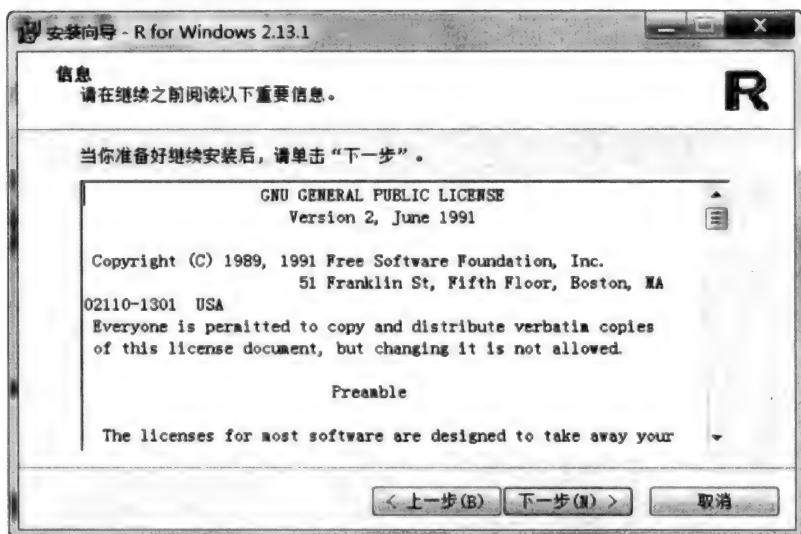 安装向导 - R for Windows 2.13.1
信息
请在继续之前阅读以下重要信息。
R
当你准备好继续安装后，请单击“下一步”。
GNU GENERAL PUBLIC LICENSE
Version 2, June 1991
Copyright (C) 1989, 1991 Free Software Foundation, Inc.
51 Franklin St, Fifth Floor, Boston, MA
02110-1301 USA
Everyone is permitted to copy and distribute verbatim copies
of this license document, but changing it is not allowed.
Preamble
The licenses for most software are designed to take away your
< 上一步(B) 下一步(N) > 取消